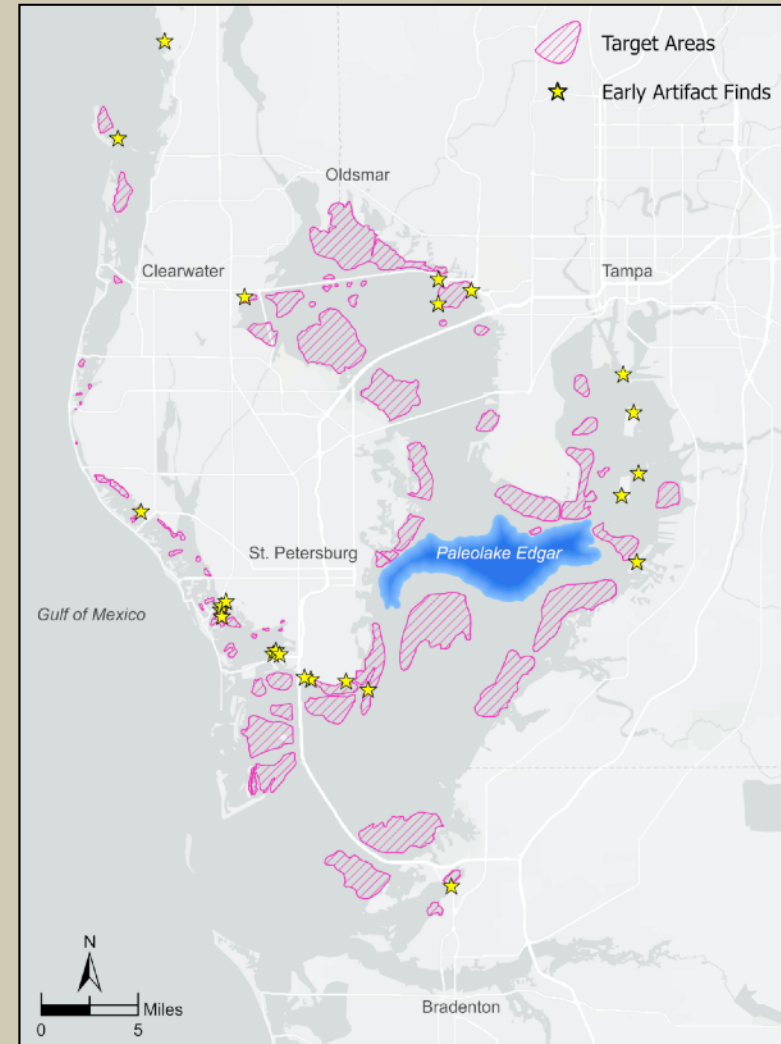 Target Areas
Early Artifact Finds
Oldsmar
Clearwater
Tampa
St. Petersburg
Paleolake Edgar
Gulf of Mexico
N
Miles
0 5
Bradenton